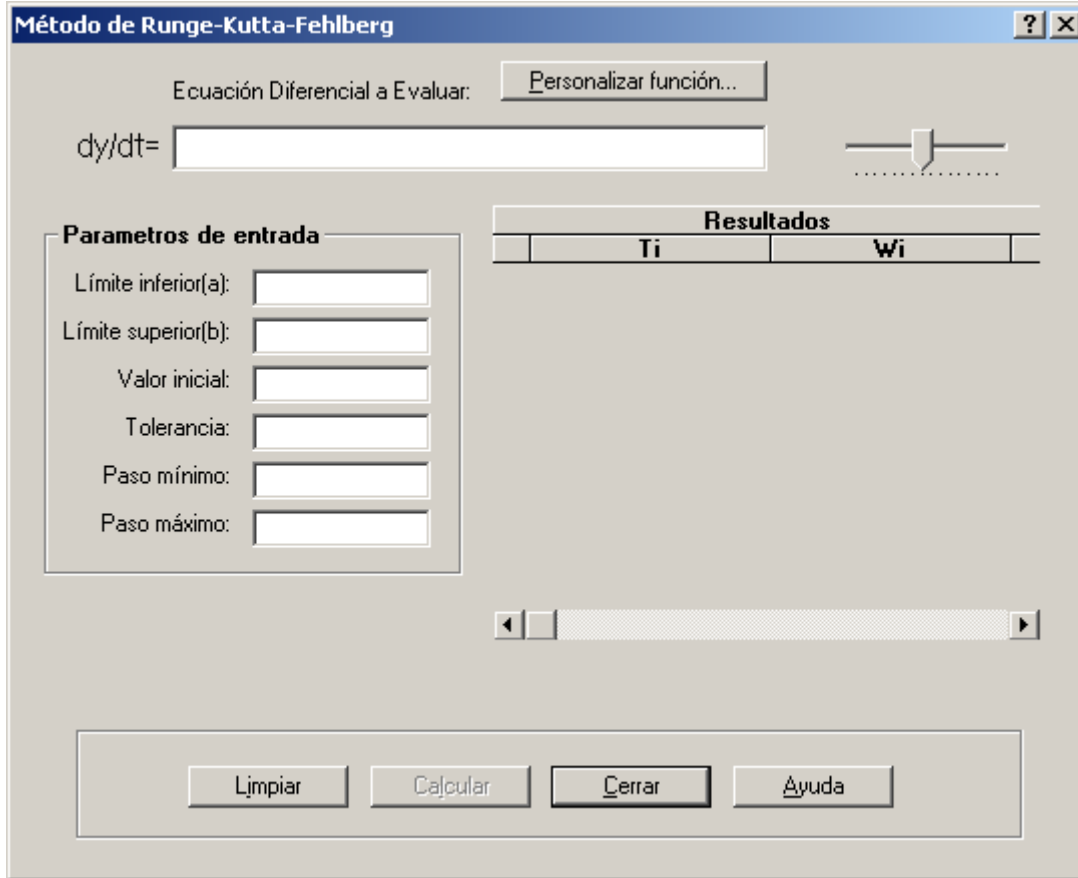 Método de Runge-Kutta-Fehlberg
Ecuación Diferencial a Evaluar:
Personalizar función...
dy/dt=
Parametros de entrada
Límite inferior(a):
Límite superior(b):
Valor inicial:
Tolerancia:
Paso mínimo:
Paso máximo:
Resultados
Ti Wi
Limpiar
Calcular
Cerrar
Ayuda